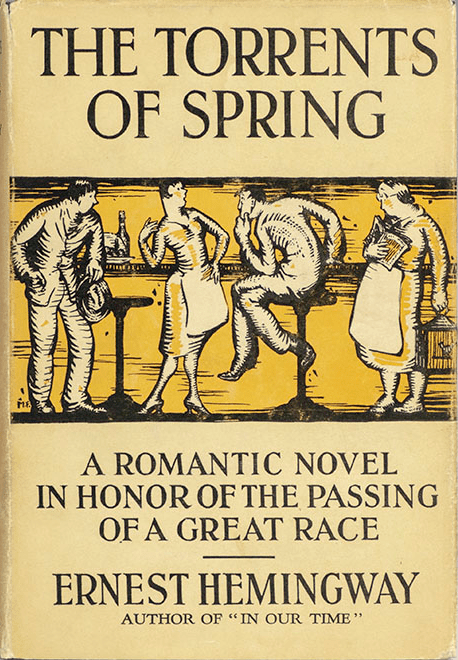 THE TORRENTS
OF SPRING
A ROMANTIC NOVEL
IN HONOR OF THE PASSING
OF A GREAT RACE
ERNEST HEMINGWAY
AUTHOR OF "IN OUR TIME"